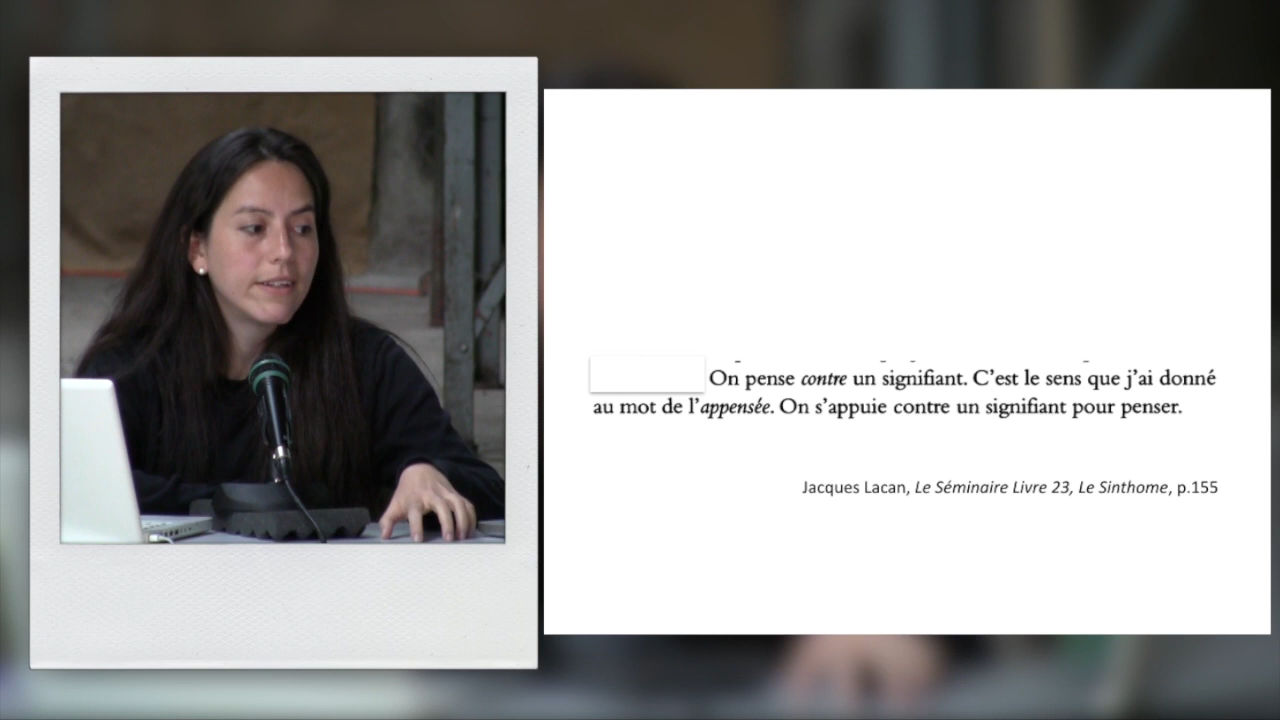 On pense contre un signifiant. C’est le sens que j’ai donné
au mot de l’appensée. On s’appuie contre un signifiant pour penser.
Jacques Lacan, Le Séminaire Livre 23, Le Sinthome, p.155